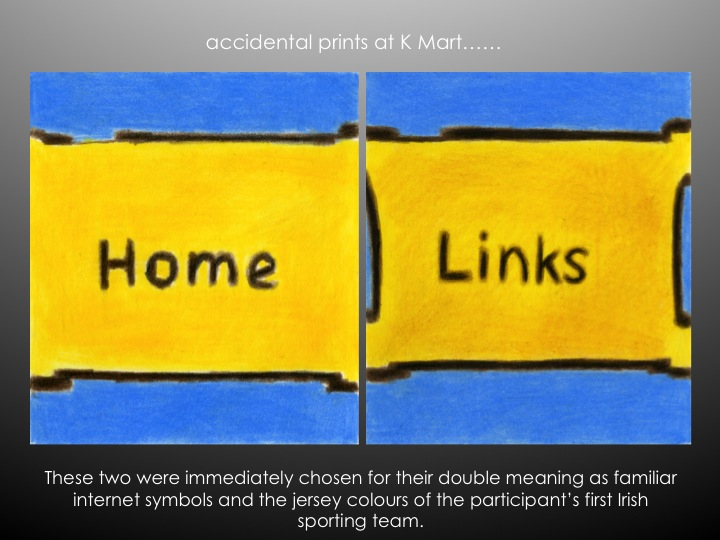 accidental prints at K Mart……
Home
Links
These two were immediately chosen for their double meaning as familiar
internet symbols and the jersey colours of the participant’s first Irish
sporting team.